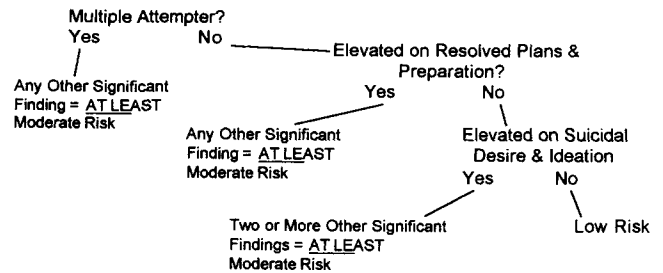 Multiple Attempter?
Yes No
Elevated on Resolved Plans &
Preparation?
Any Other Significant
Finding = AT LEAST
Moderate Risk
Yes No
Any Other Significant
Finding = AT LEAST
Moderate Risk
Elevated on Suicidal
Desire & Ideation
Yes No
Two or More Other Significant
Findings = AT LEAST
Moderate Risk
Low Risk